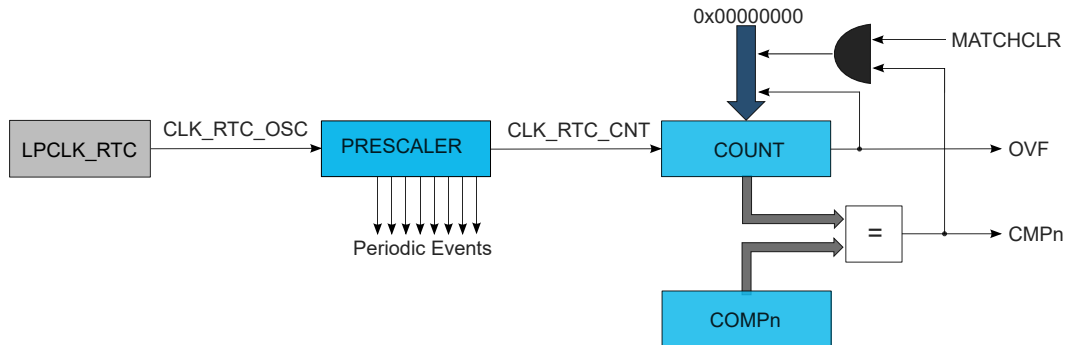 0x00000000
MATCHCLR
LPCLK_RTC
CLK_RTC_OSC
PRESCALER
CLK_RTC_CNT
COUNT
OVF
Periodic Events
=
CMPn
COMPn